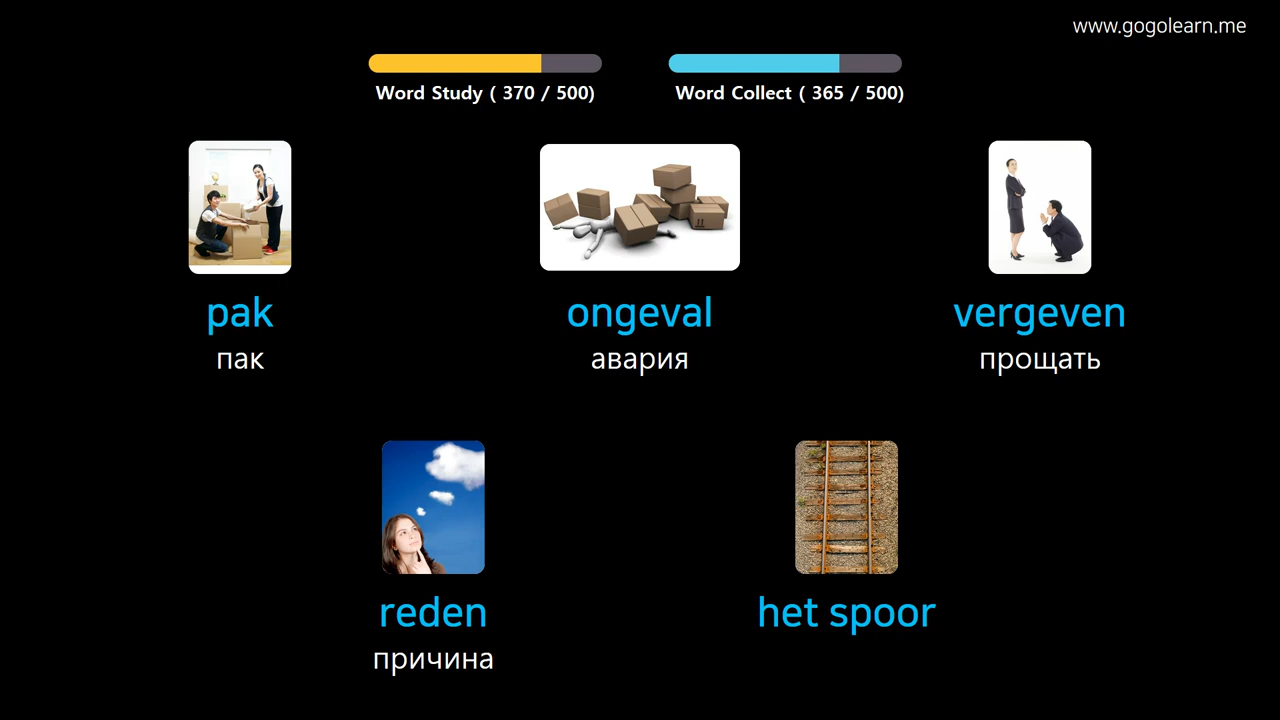 www.gogolearn.me
Word Study ( 370 / 500)
Word Collect ( 365 / 500)
pak
пак
ongeval
авария
vergeven
прощать
reden
причина
het spoor